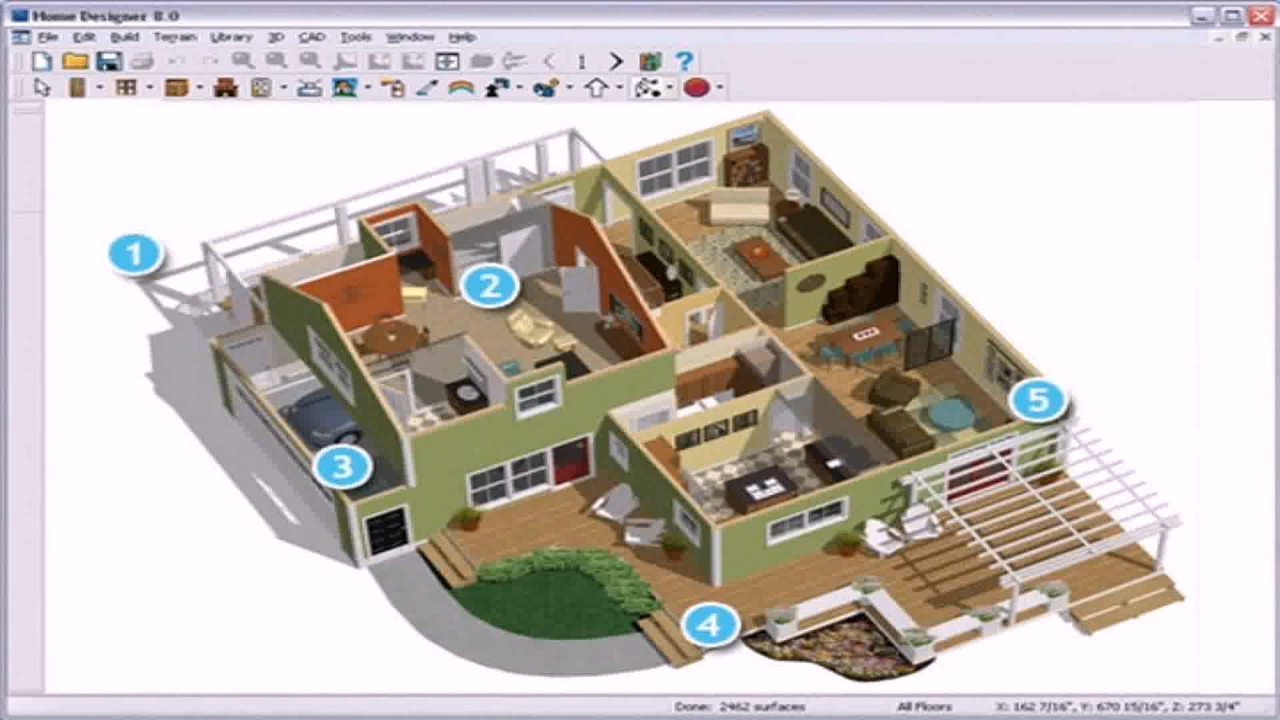 Home Designer 8.0
File Edit Build Terrain Library 3D CAD Tools Window Help
1
?
1
2
3
4
5
Done: 2462 surfaces All Floors X: 162 7/16", Y: 670 15/16", Z: 273 3/4"